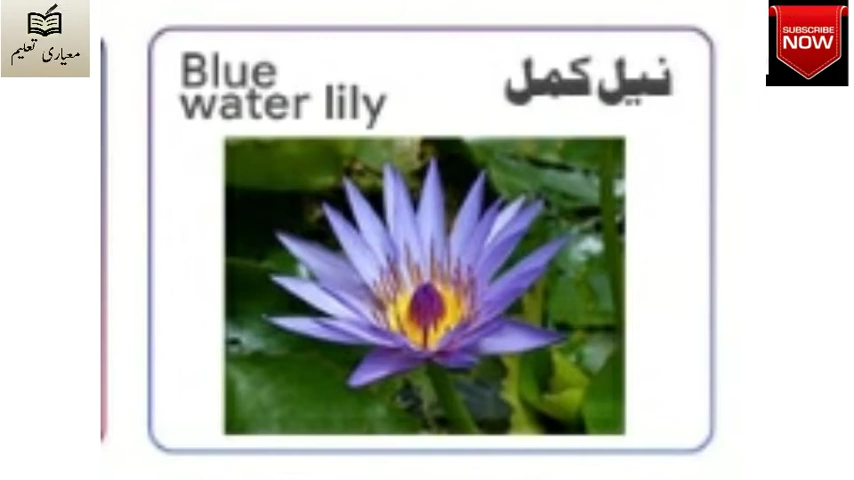 معیاری تعلیم
SUBSCRIBE
NOW
Blue
water lily
نیل کمل